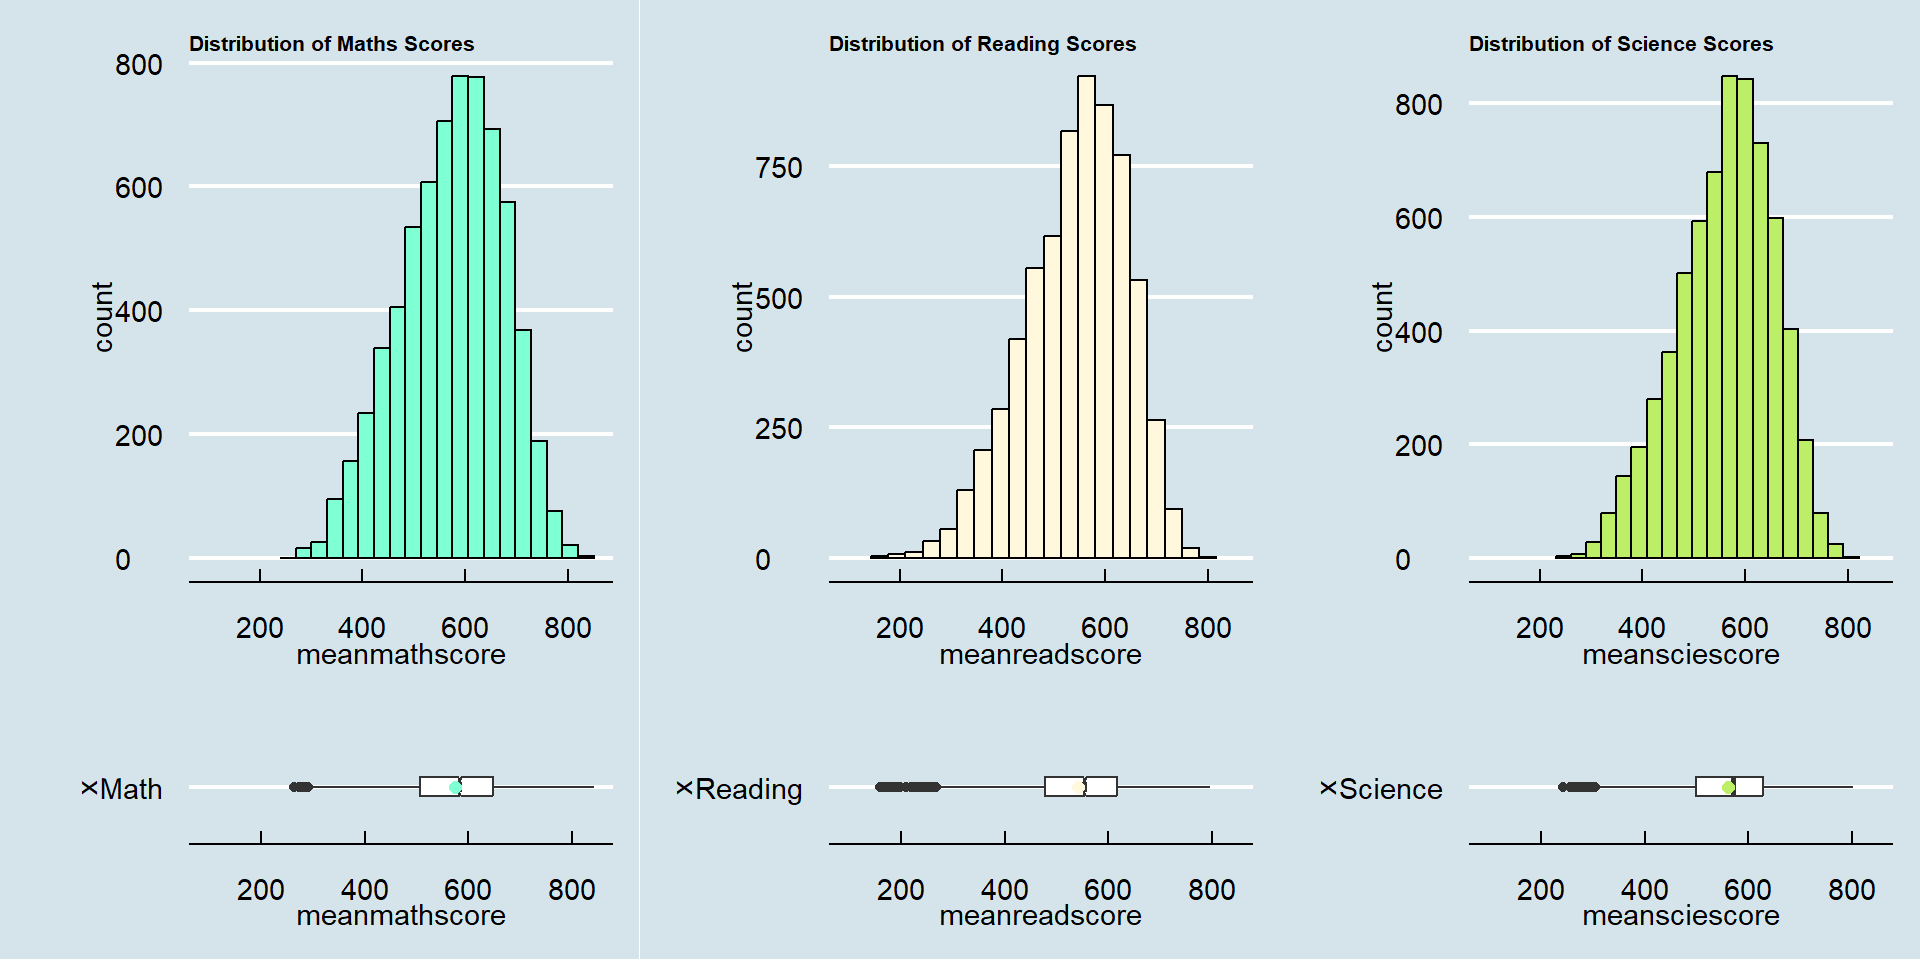 Distribution of Maths Scores
800
600
400
200
0
count
200 400 600 800
meanmathscore
x
Math
200 400 600 800
meanmathscore
Distribution of Reading Scores
750
500
250
0
count
200 400 600 800
meanreadscore
x
Reading
200 400 600 800
meanreadscore
Distribution of Science Scores
800
600
400
200
0
count
200 400 600 800
meansciescore
x
Science
200 400 600 800
meansciescore